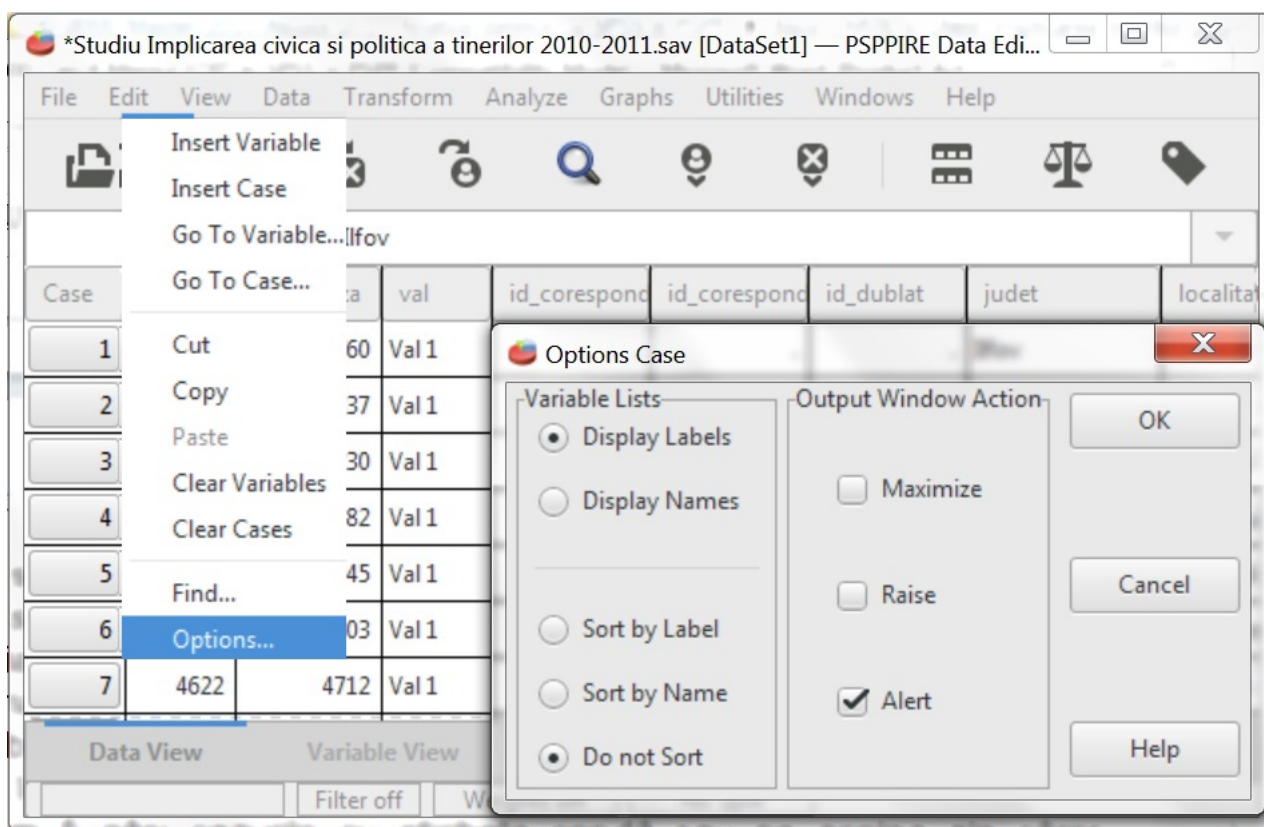 *Studiu Implicarea civica si politica a tinerilor 2010-2011.sav [DataSet1] — PSPPIRE Data Edi...
File Edit View Data Transform Analyze Graphs Utilities Windows Help
Insert Variable
Insert Case
Go To Variable... Ilfov
Go To Case...
Cut
Copy
Paste
Clear Variables
Clear Cases
Find...
Options...
Case val id_corespond id_corespond id_dublat judet localitat
1 60 Val 1
2 37 Val 1
3 30 Val 1
4 82 Val 1
5 45 Val 1
6 03 Val 1
7 4622 4712 Val 1
Data View Variable View
Filter off
Options Case
Variable Lists
Display Labels
Display Names
Sort by Label
Sort by Name
Do not Sort
Output Window Action
Maximize
Raise
Alert
OK
Cancel
Help